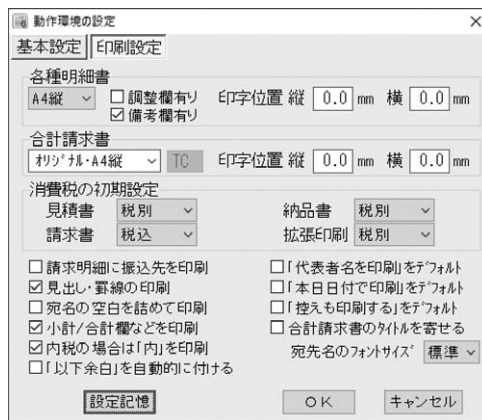 動作環境の設定
基本設定 印刷設定
各種明細書
A4縦 調整欄有り 印字位置 縦 0.0 mm 横 0.0 mm
備考欄有り
合計請求書
オリジナル・A4縦 TC 印字位置 縦 0.0 mm 横 0.0 mm
消費税の初期設定
見積書 税別 納品書 税別
請求書 税込 拡張印刷 税別
請求明細に振込先を印刷 「代表者名を印刷」をデフォルト
見出し・罫線の印刷 「本日日付で印刷」をデフォルト
宛名の空白を詰めて印刷 「控えも印刷する」をデフォルト
小計/合計欄などを印刷 合計請求書のタイトルを寄せる
内税の場合は「内」を印刷 宛先名のフォントサイズ 標準
「以下余白」を自動的に付ける
設定記憶 OK キャンセル